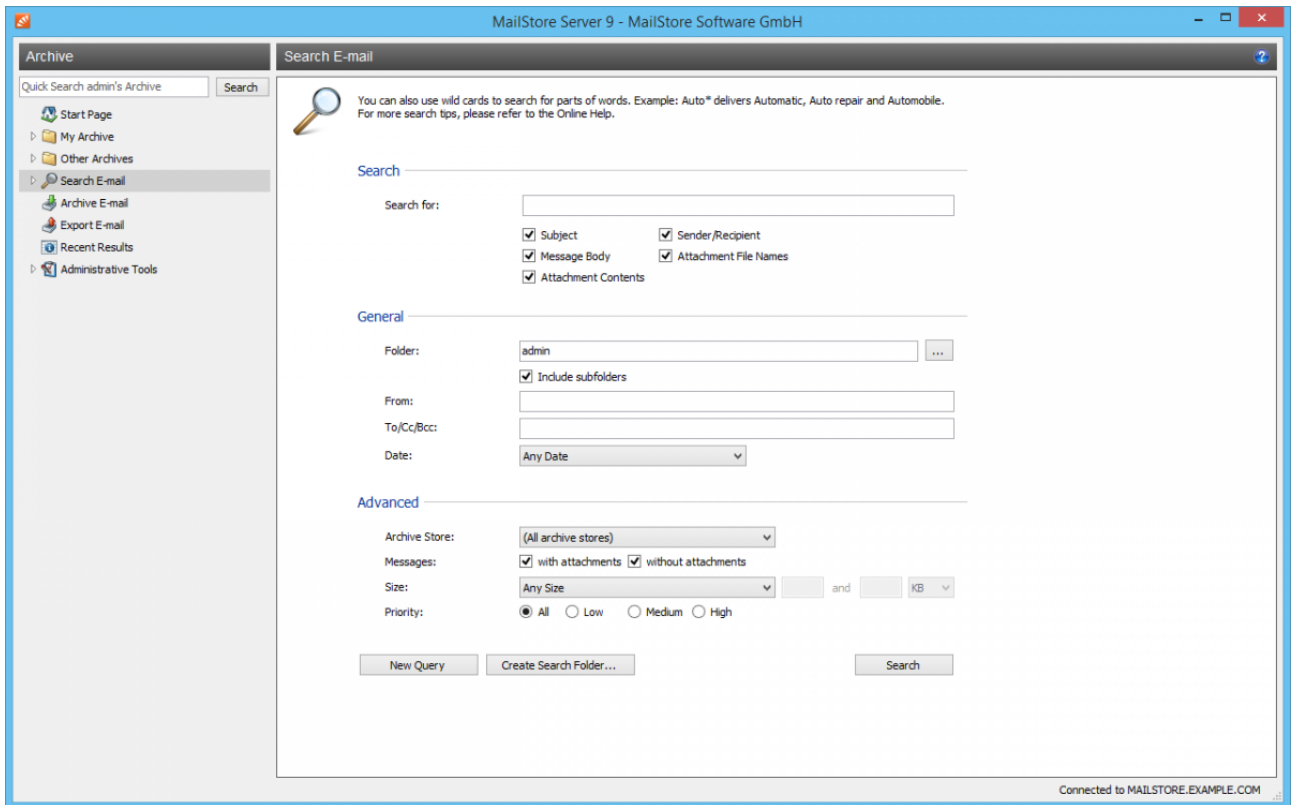 MailStore Server 9 - MailStore Software GmbH
Archive
Quick Search admin's Archive
Search
Start Page
My Archive
Other Archives
Search E-mail
Archive E-mail
Export E-mail
Recent Results
Administrative Tools
Search E-mail
You can also use wild cards to search for parts of words. Example: Auto* delivers Automatic, Auto repair and Automobile.
For more search tips, please refer to the Online Help.
Search
Search for:
Subject Sender/Recipient
Message Body Attachment File Names
Attachment Contents
General
Folder: admin ...
Include subfolders
From:
To/Cc/Bcc:
Date: Any Date
Advanced
Archive Store: (All archive stores)
Messages: with attachments without attachments
Size: Any Size and KB
Priority: All Low Medium High
New Query Create Search Folder... Search
Connected to MAILSTORE.EXAMPLE.COM